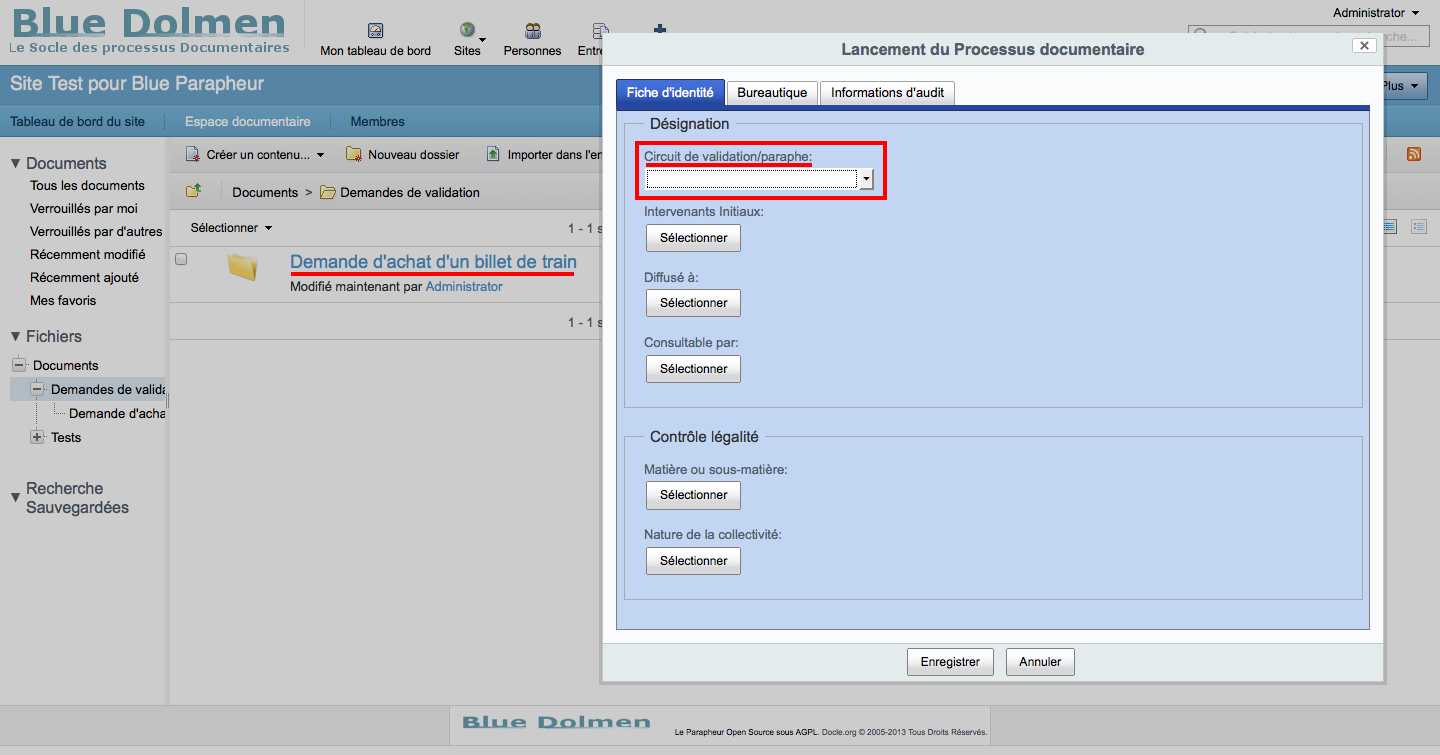 Blue Dolmen
Le Socle des processus Documentaires
Mon tableau de bord
Sites
Personnes
Entre
Administrator
che...
Site Test pour Blue Parapheur
Plus
Tableau de bord du site
Espace documentaire
Membres
Documents
Tous les documents
Verrouillés par moi
Verrouillés par d'autres
Récemment modifié
Récemment ajouté
Mes favoris
Fichiers
Documents
Demandes de valida
Demande d'acha
Tests
Recherche
Sauvegardées
Créer un contenu...
Nouveau dossier
Importer dans l'en
Documents > Demandes de validation
Sélectionner
1 - 1 s
Demande d'achat d'un billet de train
Modifié maintenant par Administrator
1 - 1 s
Lancement du Processus documentaire
Fiche d'identité
Bureautique
Informations d'audit
Désignation
Circuit de validation/paraphe:
Intervenants Initiaux:
Sélectionner
Diffusé à:
Sélectionner
Consultable par:
Sélectionner
Contrôle légalité
Matière ou sous-matière:
Sélectionner
Nature de la collectivité:
Sélectionner
Enregistrer
Annuler
Blue Dolmen
Le Parapheur Open Source sous AGPL. Docle.org © 2005-2013 Tous Droits Réservés.